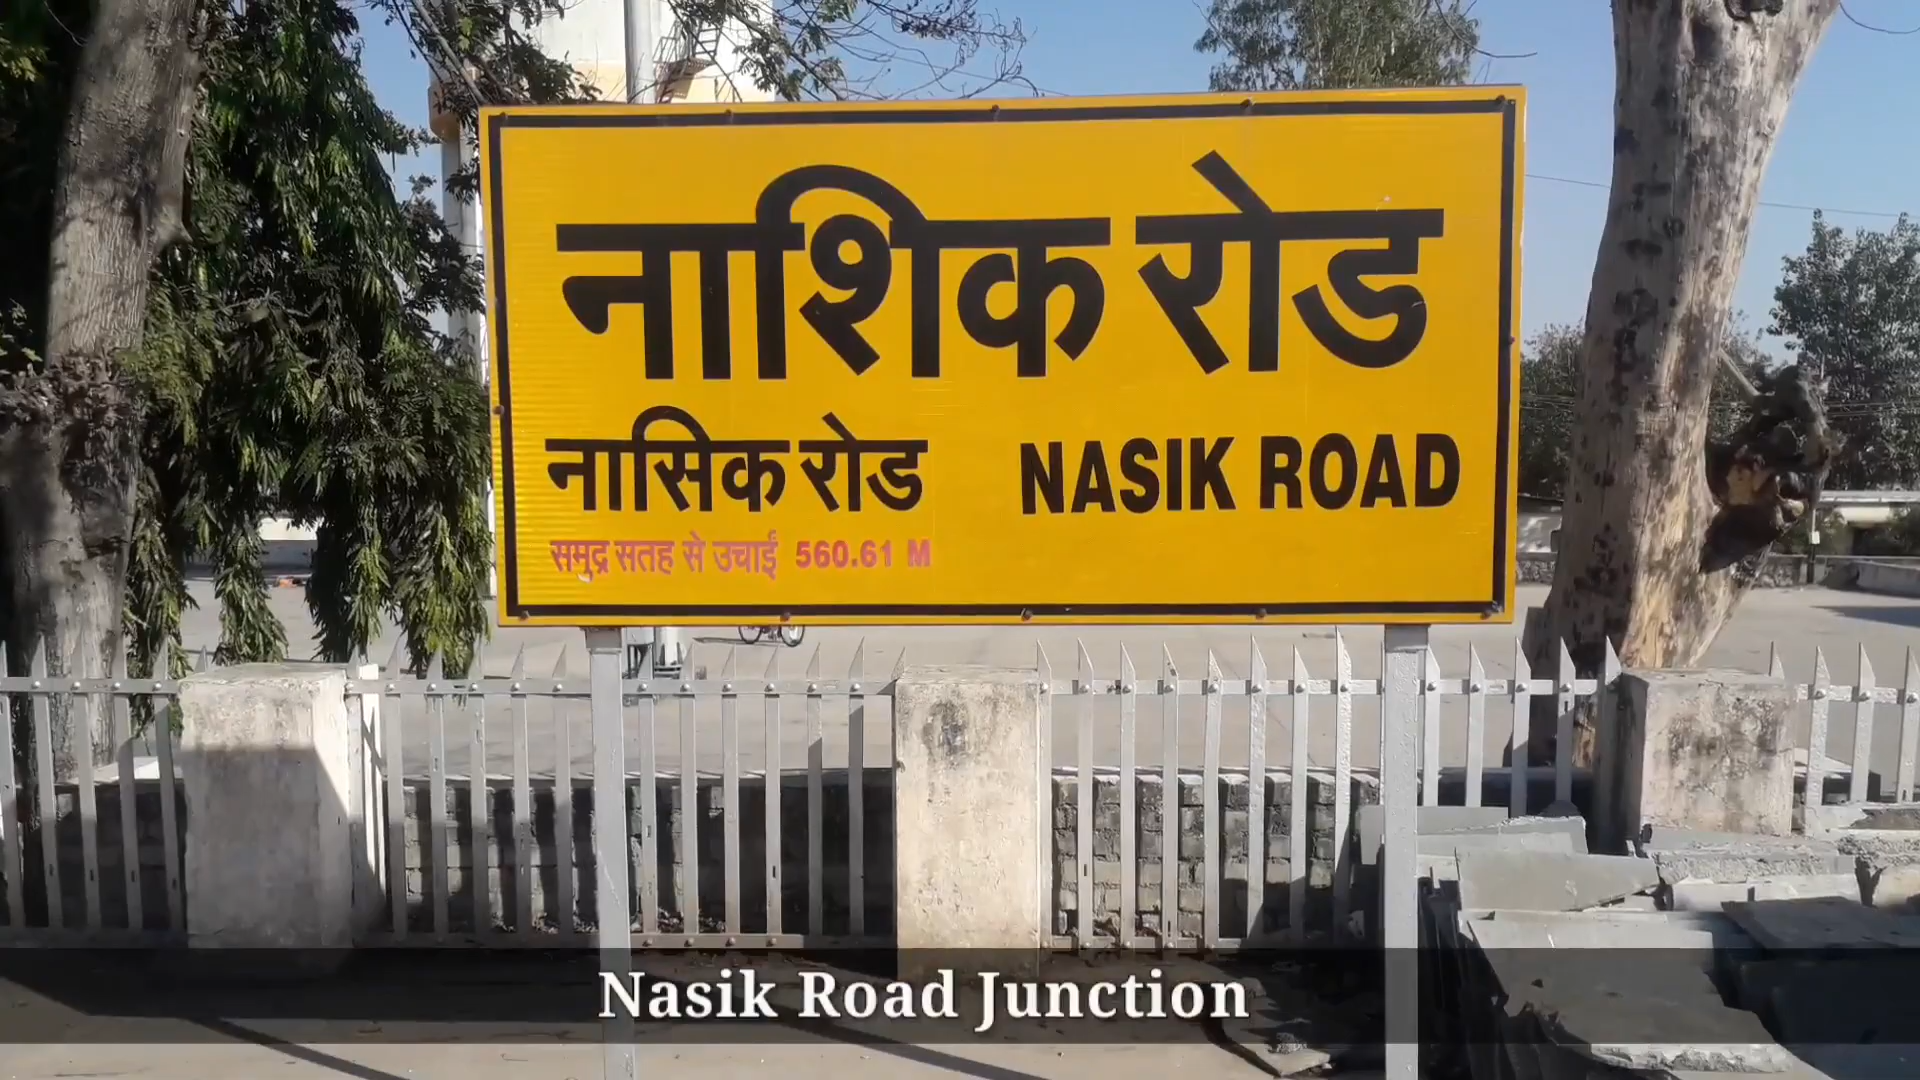 नाशिक रोड
नासिक रोड NASIK ROAD
समुद्र सतह से उचाईं 560.61 M
Nasik Road Junction